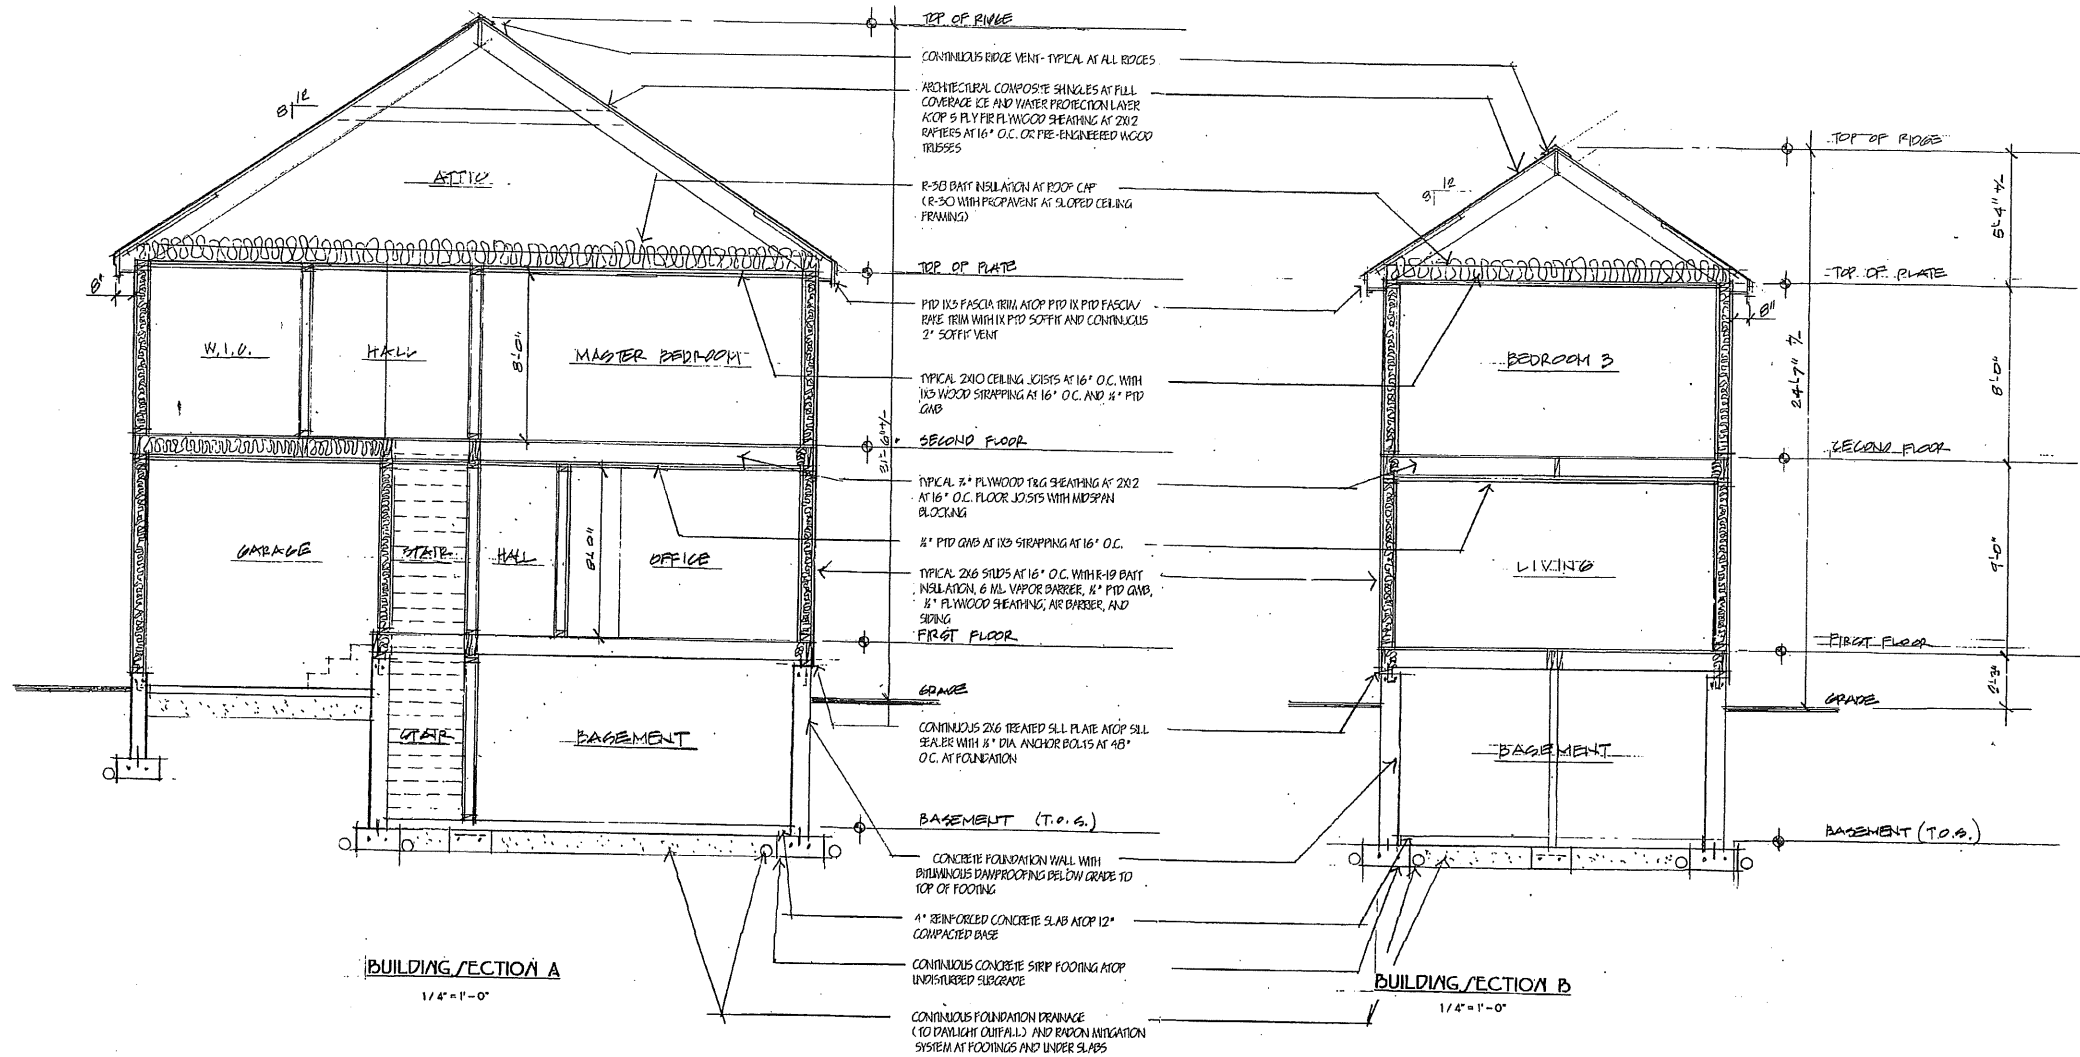 TOP OF RIDGE
CONTINUOUS RIDGE VENT - TYPICAL AT ALL RIDGES
ARCHITECTURAL COMPOSITE SHINGLES AT FULL
COVERAGE ICE AND WATER PROTECTION LAYER
ATOP 5 PLY FIR PLYWOOD SHEATHING AT 2X12
RAFTERS AT 16" O.C. OR PRE-ENGINEERED WOOD
TRUSSES
R-38 BATT INSULATION AT ROOF CAP
(R-30 WITH PROPAVENT AT SLOPED CEILING
FRAMING)
TOP OF PLATE
PTD 1X3 FASCIA TRIM ATOP PTD 1X PTD FASCIA/
RAKE TRIM WITH 1X PTD SOFFIT AND CONTINUOUS
2" SOFFIT VENT
TYPICAL 2X10 CEILING JOISTS AT 16" O.C. WITH
1X3 WOOD STRAPPING AT 16" O.C. AND ½" PTD
GWB
SECOND FLOOR
TYPICAL ¾" PLYWOOD T&G SHEATHING AT 2X12
AT 16" O.C. FLOOR JOISTS WITH MIDSPAN
BLOCKING
½" PTD GWB AT 1X3 STRAPPING AT 16" O.C.
TYPICAL 2X6 STUDS AT 16" O.C. WITH R-19 BATT
INSULATION, 6 MIL VAPOR BARRIER, ½" PTD GWB,
½" PLYWOOD SHEATHING, AIR BARRIER, AND
SIDING
FIRST FLOOR
GRADE
CONTINUOUS 2X6 TREATED SILL PLATE ATOP SILL
SEALER WITH DIA. ANCHOR BOLTS AT 48"
O.C. AT FOUNDATION
BASEMENT (T.O.S.)
CONCRETE FOUNDATION WALL WITH
BITUMINOUS DAMPROOFING BELOW GRADE TO
TOP OF FOOTING
4" REINFORCED CONCRETE SLAB ATOP 12"
COMPACTED BASE
CONTINUOUS CONCRETE STRIP FOOTING ATOP
UNDISTURBED SUBGRADE
CONTINUOUS FOUNDATION DRAINAGE
(TO DAYLIGHT OUTFALL) AND RADON MITIGATION
SYSTEM AT FOOTINGS AND UNDER SLABS
12
8
ATTIC
8"
W.I.C.
HALL
8'-0"
MASTER BEDROOM
31'-6" +/-
GARAGE
STAIR
HALL
8'-0"
OFFICE
STAIR
BASEMENT
BUILDING SECTION A
1/4" = 1'-0"
12
8
TOP OF RIDGE
TOP OF PLATE
8"
BEDROOM 3
24'-7" +/-
8'-0"
SECOND FLOOR
LIVING
9'-0"
FIRST FLOOR
2'-3"
GRADE
BASEMENT
BASEMENT (T.O.S.)
BUILDING SECTION B
1/4" = 1'-0"